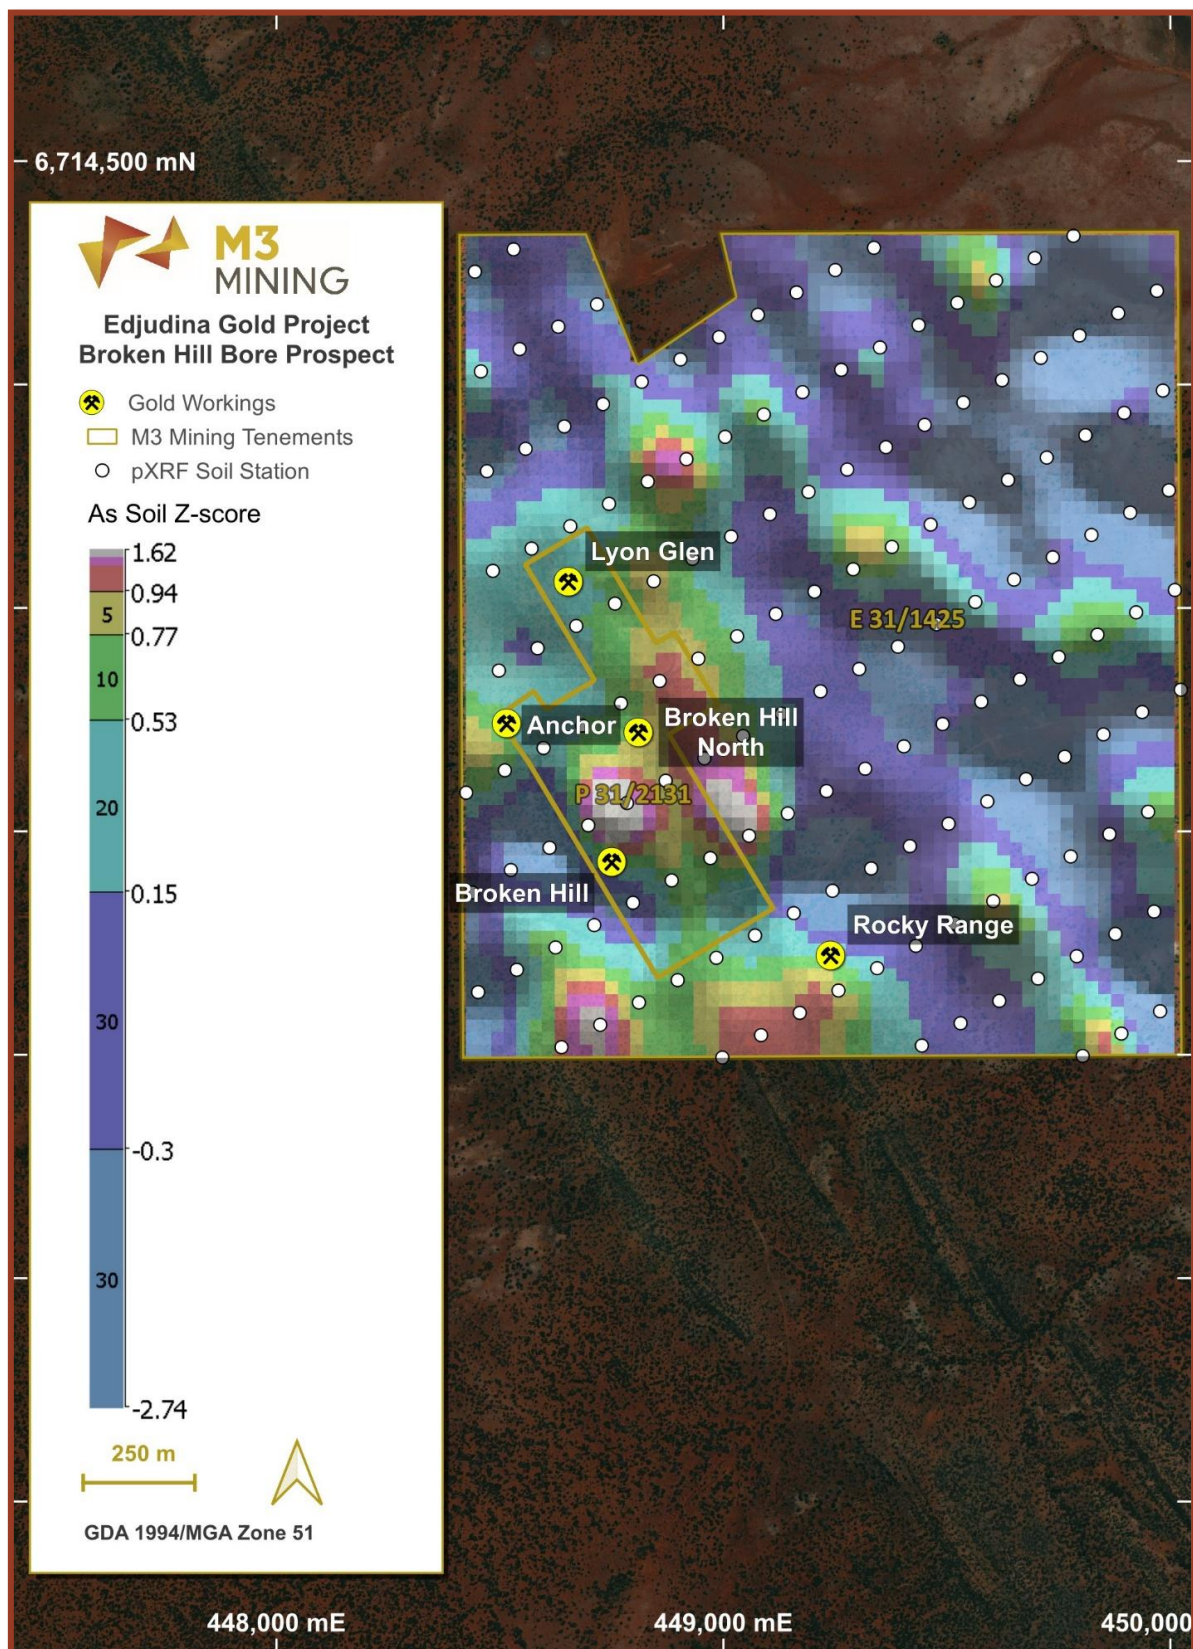 6,714,500 mN
M3
MINING
Edjudina Gold Project
Broken Hill Bore Prospect
Gold Workings
M3 Mining Tenements
pXRF Soil Station
As Soil Z-score
1.62
0.94
5
0.77
10
0.53
20
0.15
30
-0.3
30
-2.74
250 m
GDA 1994/MGA Zone 51
Lyon Glen
E 31/1425
Anchor
Broken Hill
North
P 31/2131
Broken Hill
Rocky Range
448,000 mE
449,000 mE
450,000